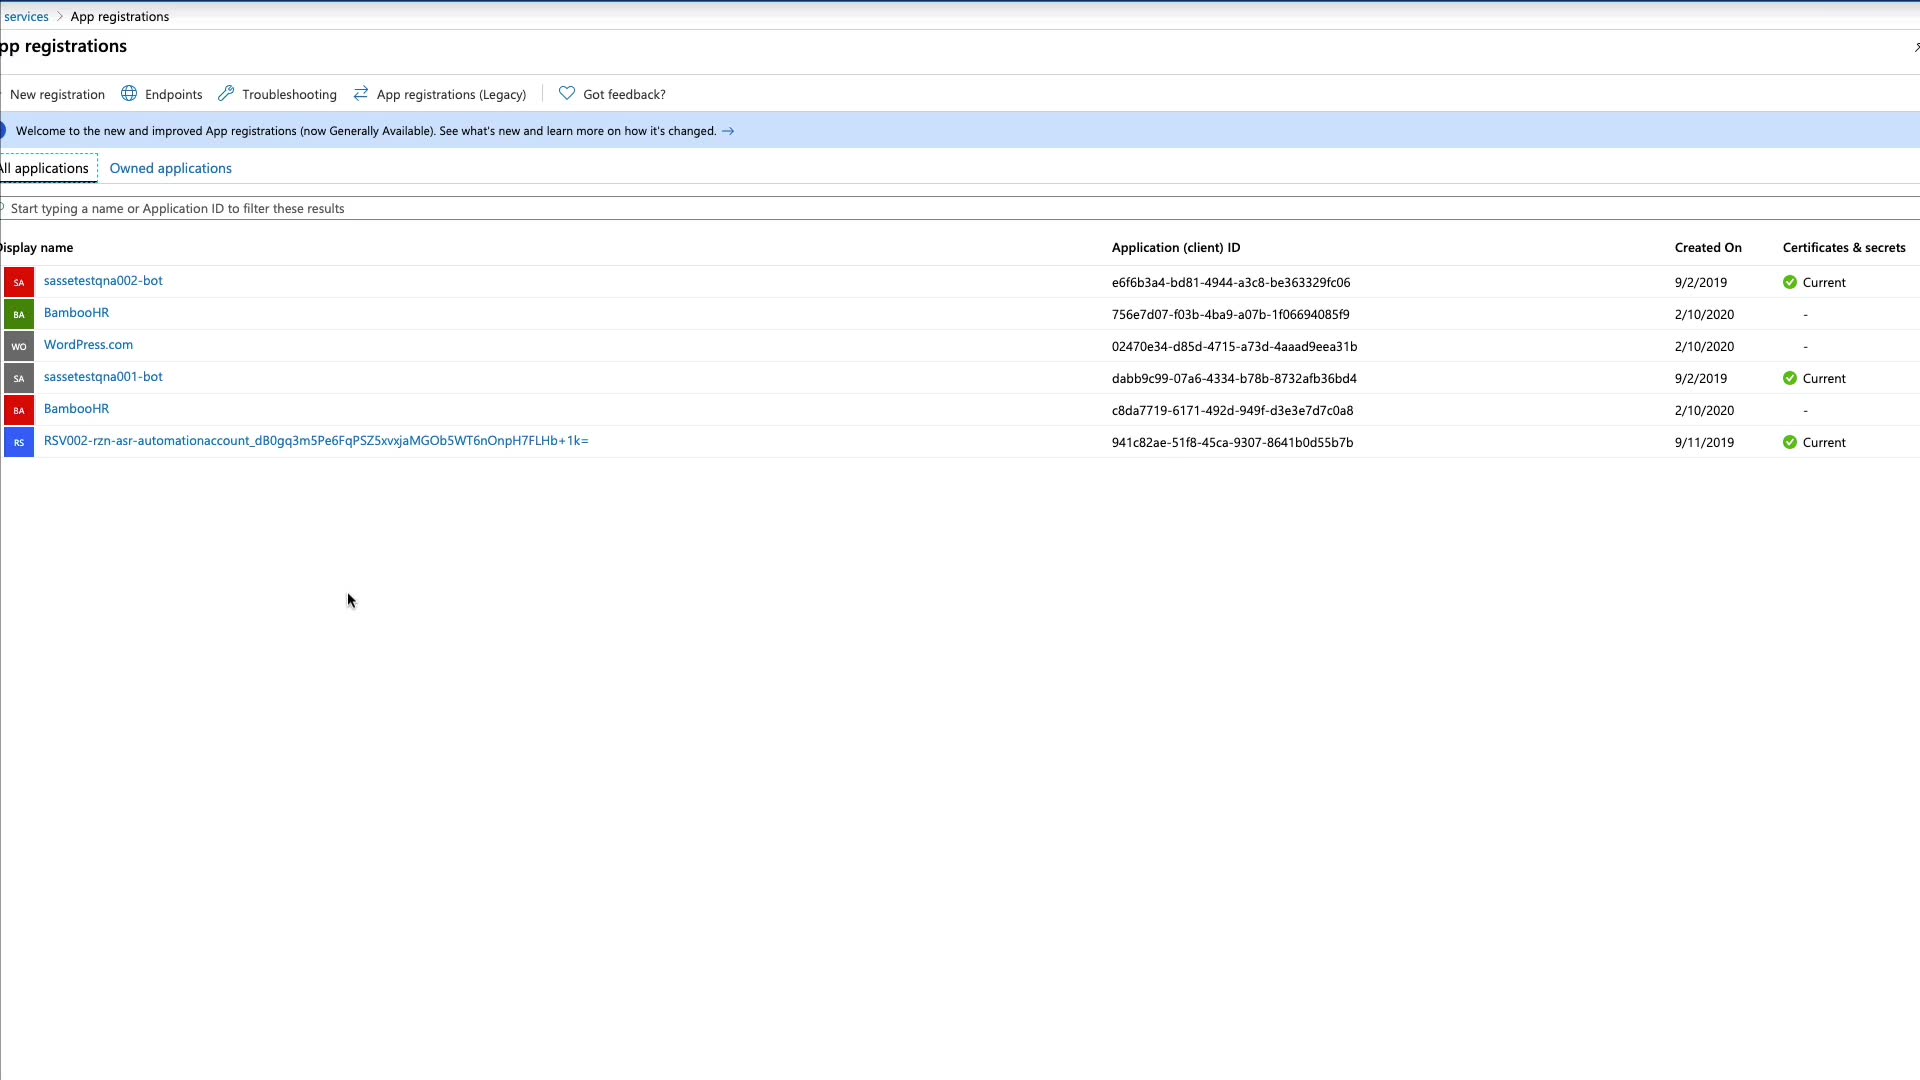 services > App registrations
pp registrations
New registration Endpoints Troubleshooting App registrations (Legacy) Got feedback?
Welcome to the new and improved App registrations (now Generally Available). See what's new and learn more on how it's changed. →
All applications Owned applications
Start typing a name or Application ID to filter these results
Display name Application (client) ID Created On Certificates & secrets
SA sassetestqna002-bot e6f6b3a4-bd81-4944-a3c8-be363329fc06 9/2/2019 Current
BA BambooHR 756e7d07-f03b-4ba9-a07b-1f06694085f9 2/10/2020 -
WO WordPress.com 02470e34-d85d-4715-a73d-4aaad9eea31b 2/10/2020 -
SA sassetestqna001-bot dabb9c99-07a6-4334-b78b-8732afb36bd4 9/2/2019 Current
BA BambooHR c8da7719-6171-492d-949f-d3e3e7d7c0a8 2/10/2020 -
RS RSV002-rzn-asr-automationaccount_dB0gq3m5Pe6FqPSZ5xvxjaMGOb5WT6nOnpH7FLHb+1k= 941c82ae-51f8-45ca-9307-8641b0d55b7b 9/11/2019 Current